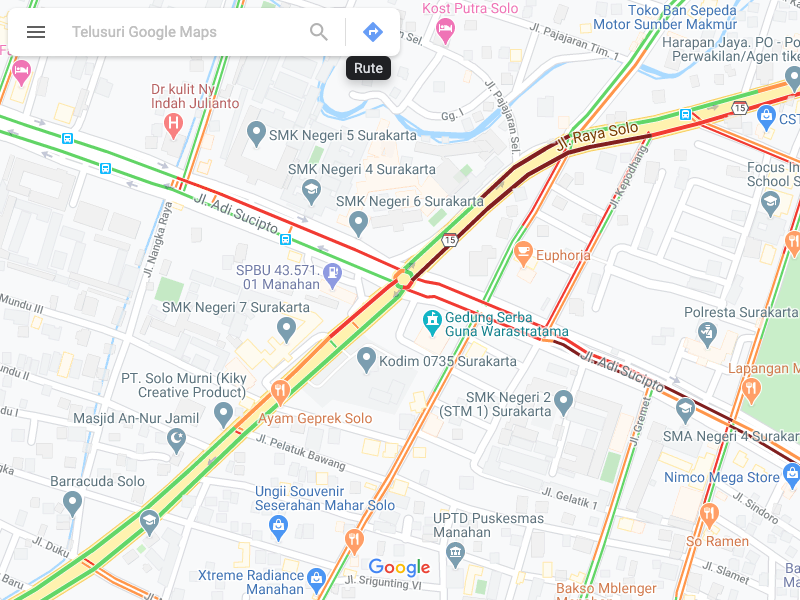 Telusuri Google Maps
Rute
Kost Putra Solo
Toko Ban Sepeda
Motor Sumber Makmur
Jl. Pajajaran Tim. 1
Harapan Jaya. PO - Po
Perwakilan/Agen tike
Dr kulit Ny
Indah Julianto
Gg. I
Jl. Pajajaran Sel.
15
CST
SMK Negeri 5 Surakarta
Jl. Raya Solo
SMK Negeri 4 Surakarta
Jl. Kepodhang
Focus In
School S
SMK Negeri 6 Surakarta
Jl. Adi Sucipto
Jl. Nangka Raya
15
Euphoria
SPBU 43.571.
01 Manahan
Mundu III
SMK Negeri 7 Surakarta
Gedung Serba
Guna Warastratama
Polresta Surakarta
Kodim 0735 Surakarta
Jl. Adi Sucipto
Lapangan M
PT. Solo Murni (Kiky
Creative Product)
SMK Negeri 2
(STM 1) Surakarta
Jl. Gremet
Masjid An-Nur Jamil
Ayam Geprek Solo
SMA Negeri 4 Surakar
Jl. Pelatuk Bawang
Barracuda Solo
Nimco Mega Store
Ungii Souvenir
Seserahan Mahar Solo
Jl. Gelatik 1
Jl. Sindoro
UPTD Puskesmas
Manahan
So Ramen
Jl. Duku
Google
Xtreme Radiance
Manahan
Jl. Srigunting VI
Jl. Slamet
Baru
Bakso Mblenger